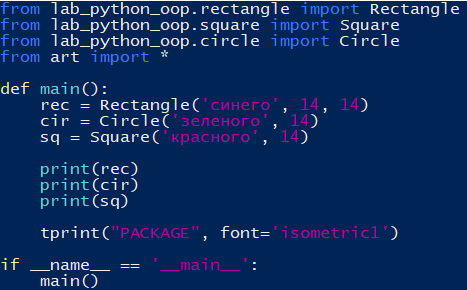 from lab_python_oop.rectangle import Rectangle
from lab_python_oop.square import Square
from lab_python_oop.circle import Circle
from art import *

def main():
    rec = Rectangle('синего', 14, 14)
    cir = Circle('зеленого', 14)
    sq = Square('красного', 14)

    print(rec)
    print(cir)
    print(sq)

    tprint("PACKAGE", font='isometric1')

if __name__ == '__main__':
    main()